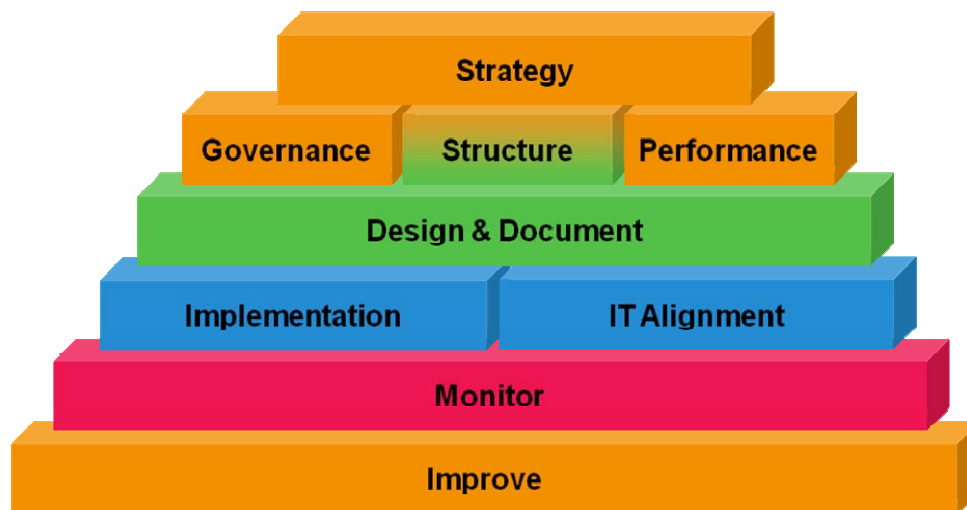 Strategy
Governance Structure Performance
Design & Document
Implementation IT Alignment
Monitor
Improve